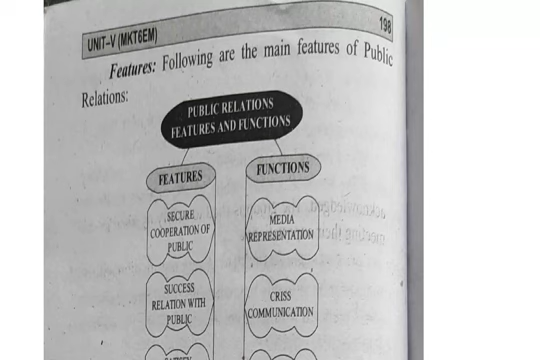 UNIT–V (MKT6EM)
198
Features: Following are the main features of Public
Relations:
PUBLIC RELATIONS
FEATURES AND FUNCTIONS
FEATURES
FUNCTIONS
SECURE
COOPERATION OF
PUBLIC
MEDIA
REPRESENTATION
SUCCESS
RELATION WITH
PUBLIC
CRISS
COMMUNICATION